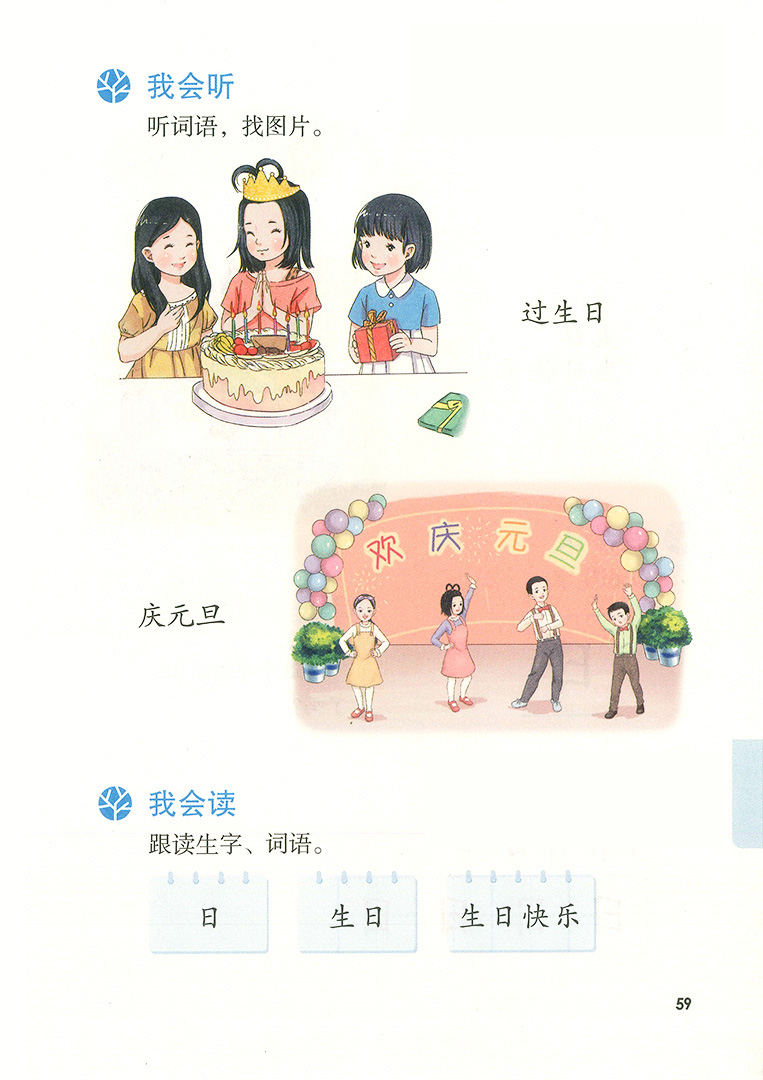 我会听
听词语，找图片。
过生日
欢庆元旦
庆元旦
我会读
跟读生字、词语。
日
生日
生日快乐
59